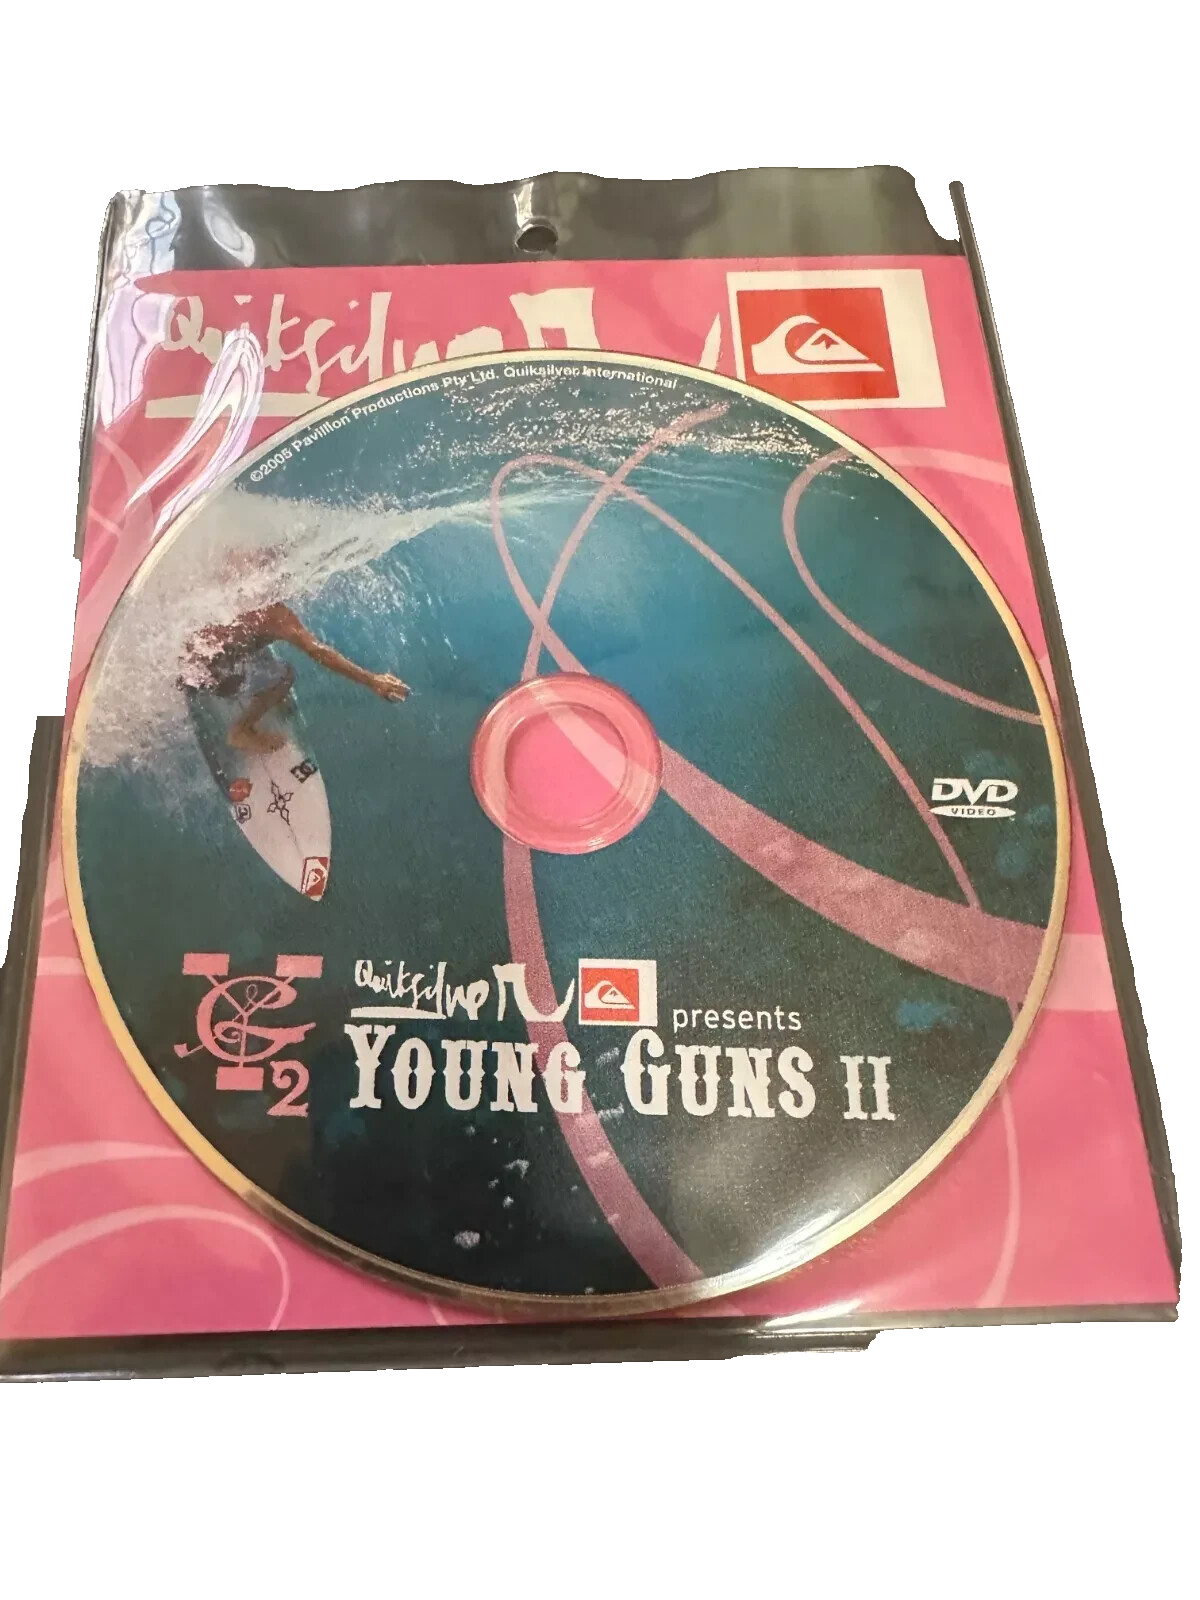 Quiksilver
©2005 Pavillion Productions Pty Ltd. Quiksilver International
DVD
VIDEO
Quiksilver
presents
YG
2
YOUNG GUNS II